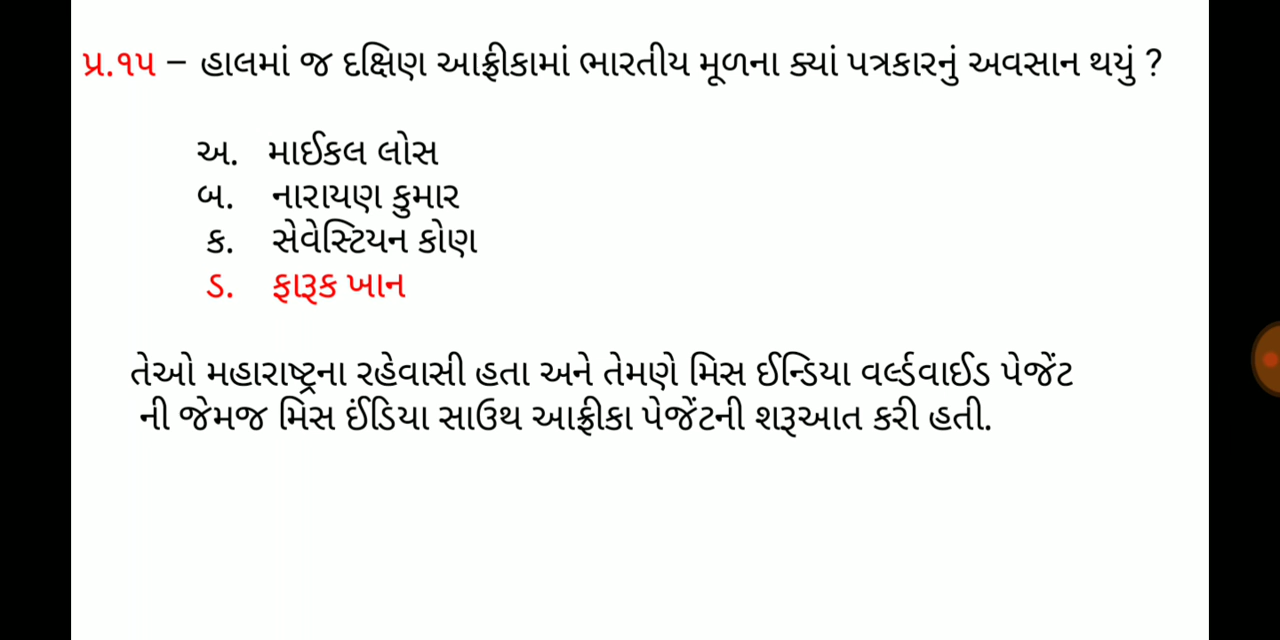 પ્ર.૧૫ – હાલમાં જ દક્ષિણ આફ્રીકામાં ભારતીય મૂળના ક્યાં પત્રકારનું અવસાન થયું ?
અ. માઈકલ લોસ
બ. નારાયણ કુમાર
ક. સેવેસ્ટિયન કોણ
ડ. ફારૂક ખાન
તેઓ મહારાષ્ટ્રના રહેવાસી હતા અને તેમણે મિસ ઈન્ડિયા વર્લ્ડવાઈડ પેજેંટ
ની જેમજ મિસ ઈંડિયા સાઉથ આફ્રીકા પેજેંટની શરૂઆત કરી હતી.